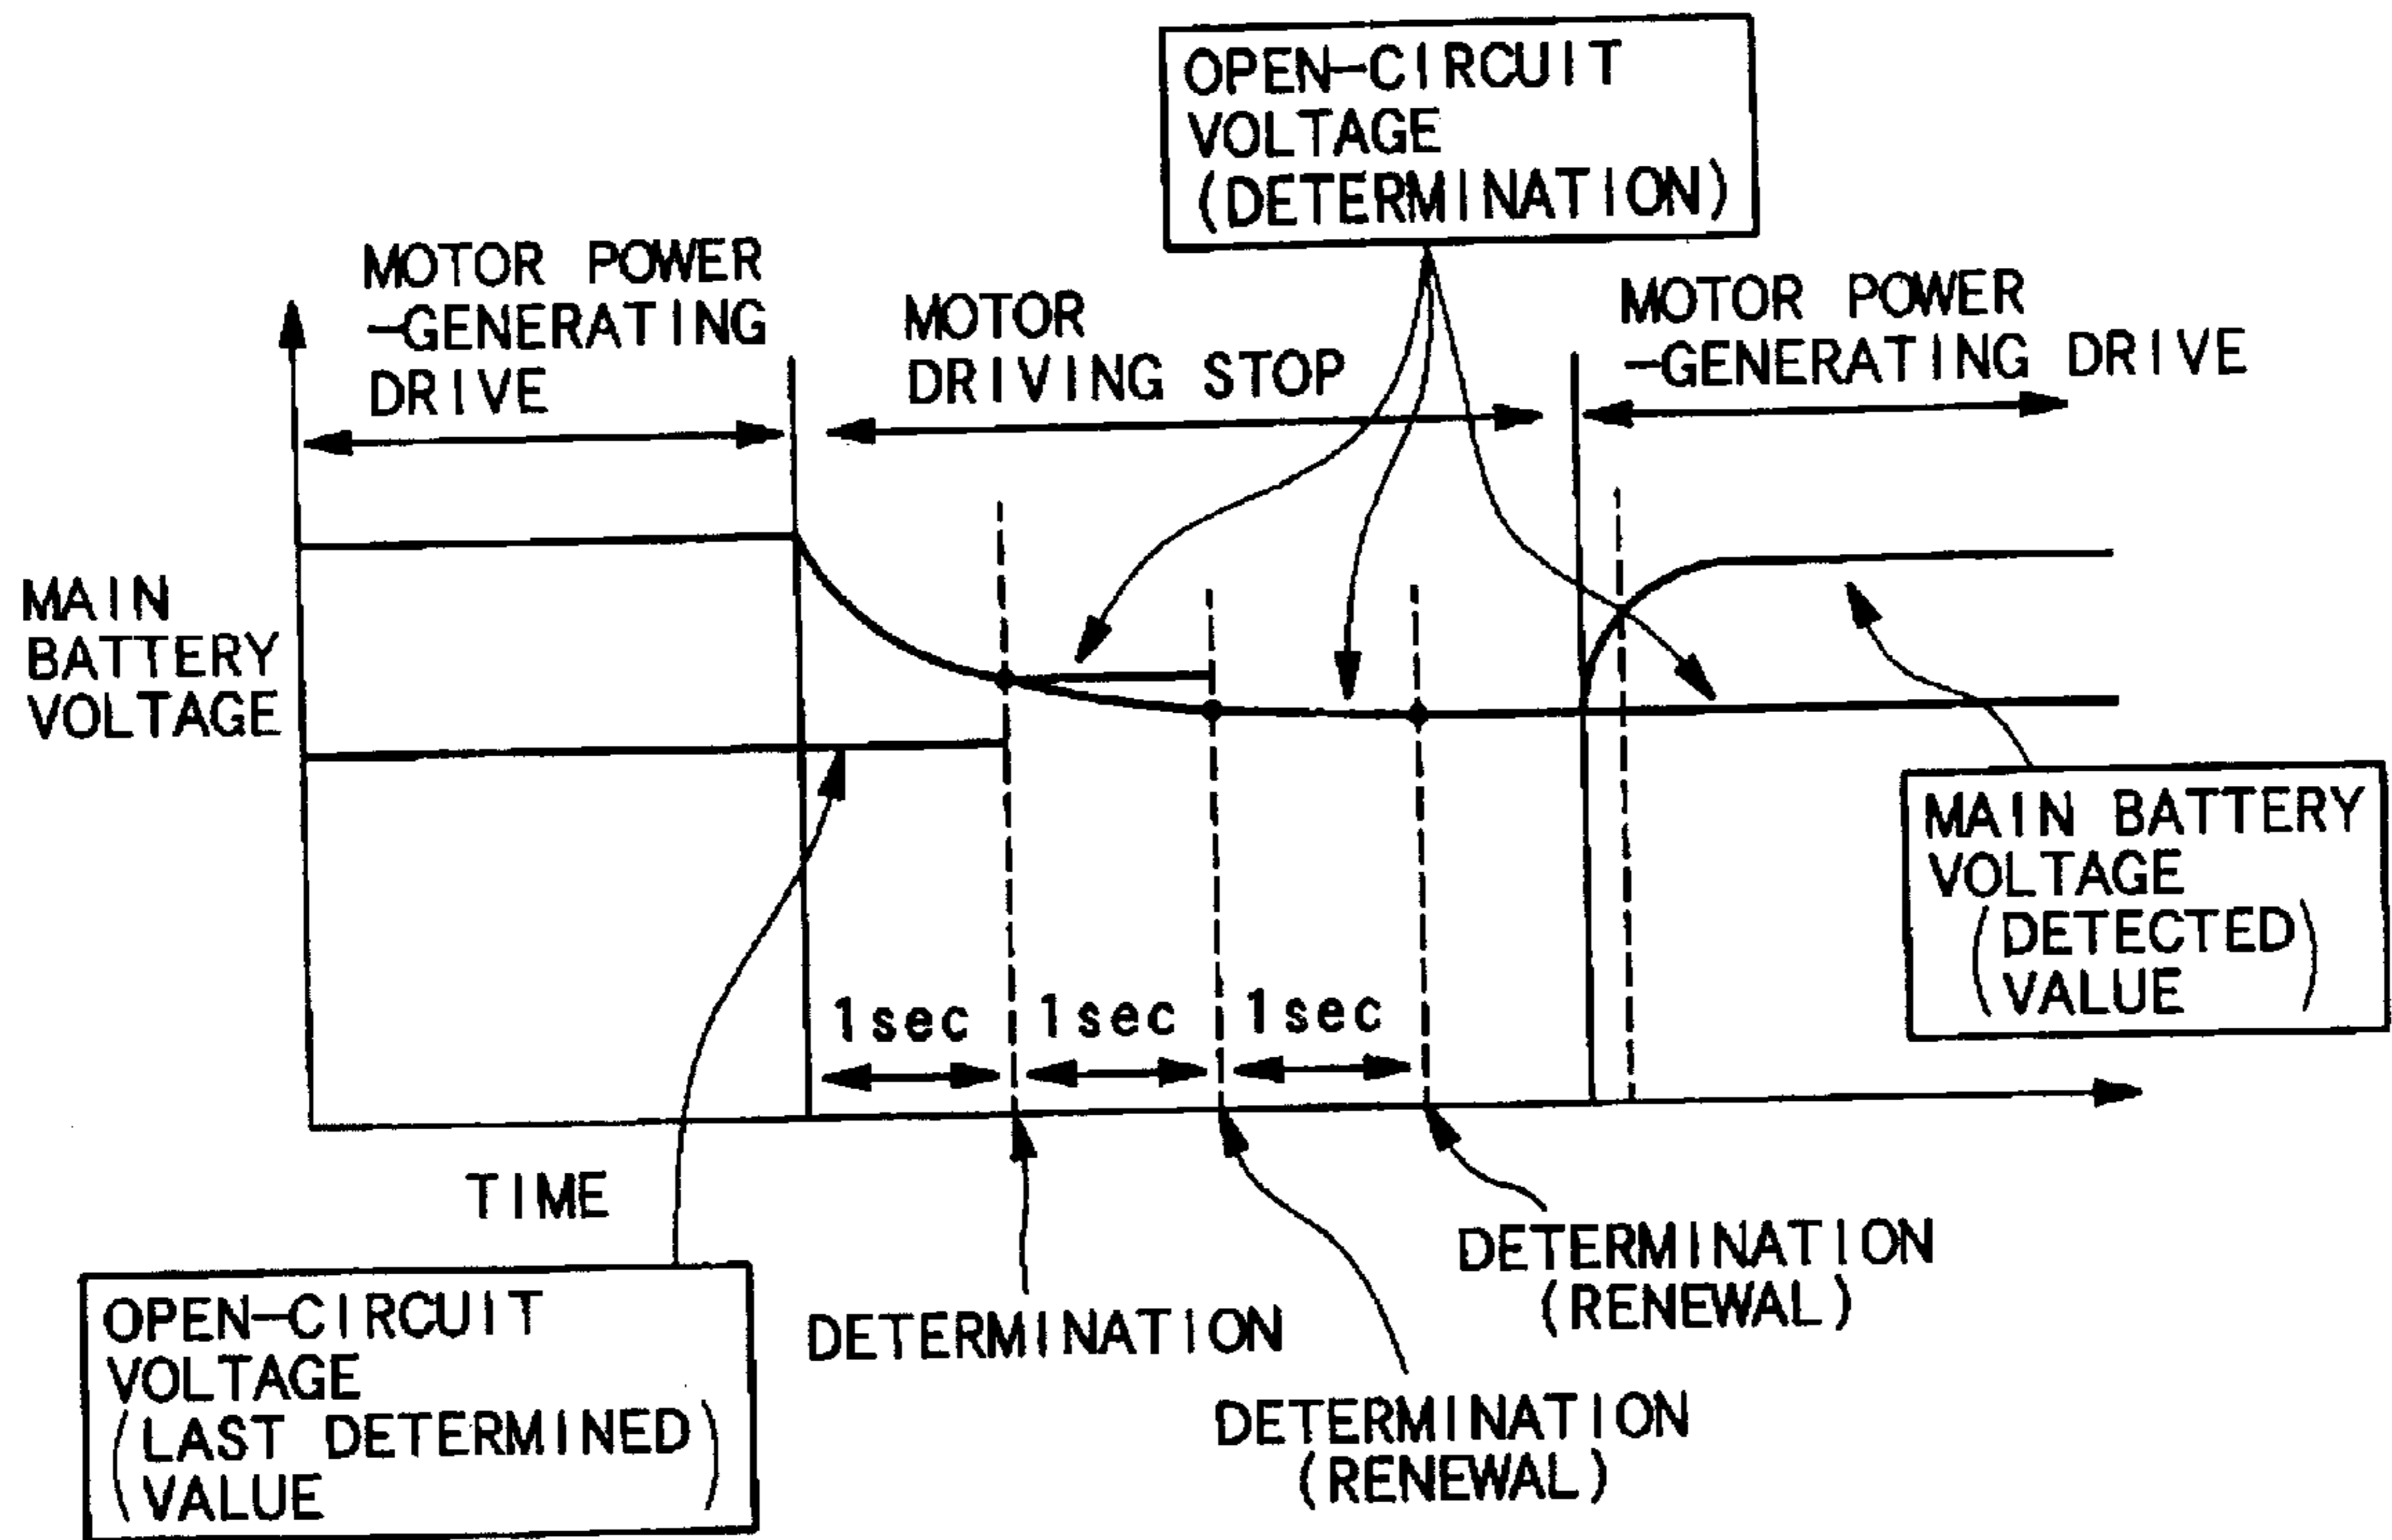 OPEN-CIRCUIT
VOLTAGE
(DETERMINATION)
MOTOR POWER
-GENERATING
DRIVE
MOTOR
DRIVING STOP
MOTOR POWER
-GENERATING DRIVE
MAIN
BATTERY
VOLTAGE
MAIN BATTERY
VOLTAGE
(DETECTED
VALUE)
1sec
1sec
1sec
TIME
DETERMINATION
DETERMINATION
(RENEWAL)
DETERMINATION
(RENEWAL)
OPEN-CIRCUIT
VOLTAGE
(LAST DETERMINED
VALUE)